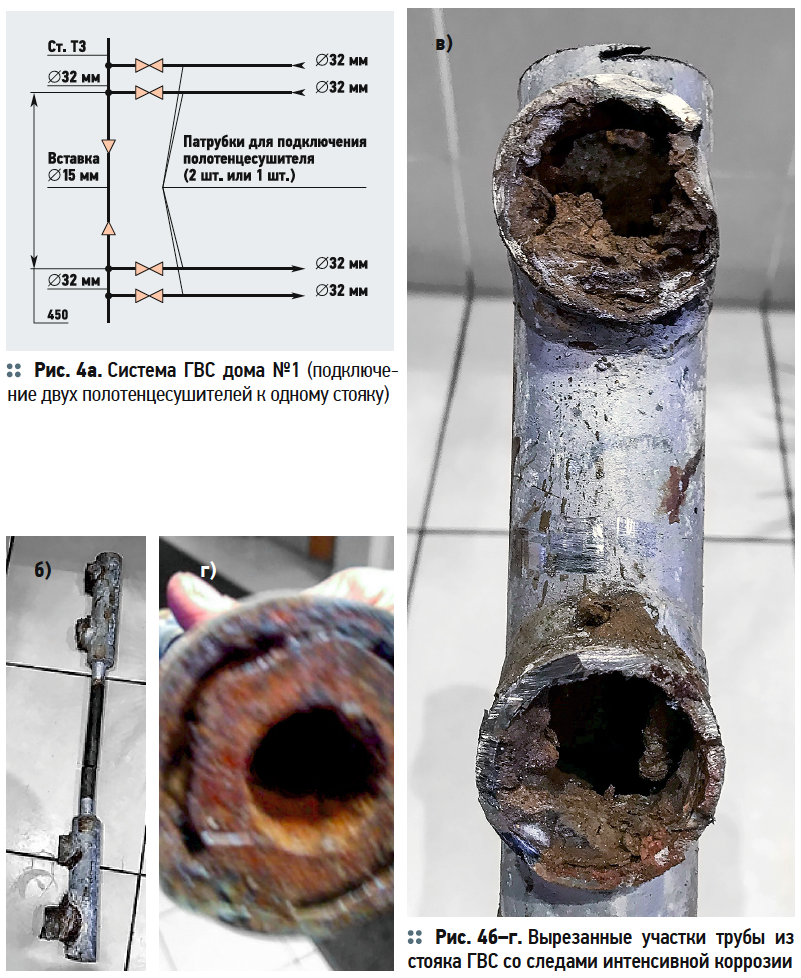 Ст. Т3
∅32 мм
∅32 мм
∅32 мм
Вставка
∅15 мм
Патрубки для подключения
полотенцесушителя
(2 шт. или 1 шт.)
∅32 мм
∅32 мм
∅32 мм
450
Рис. 4а. Система ГВС дома №1 (подключе-
ние двух полотенцесушителей к одному стояку)
б)
г)
в)
Рис. 4б–г. Вырезанные участки трубы из
стояка ГВС со следами интенсивной коррозии